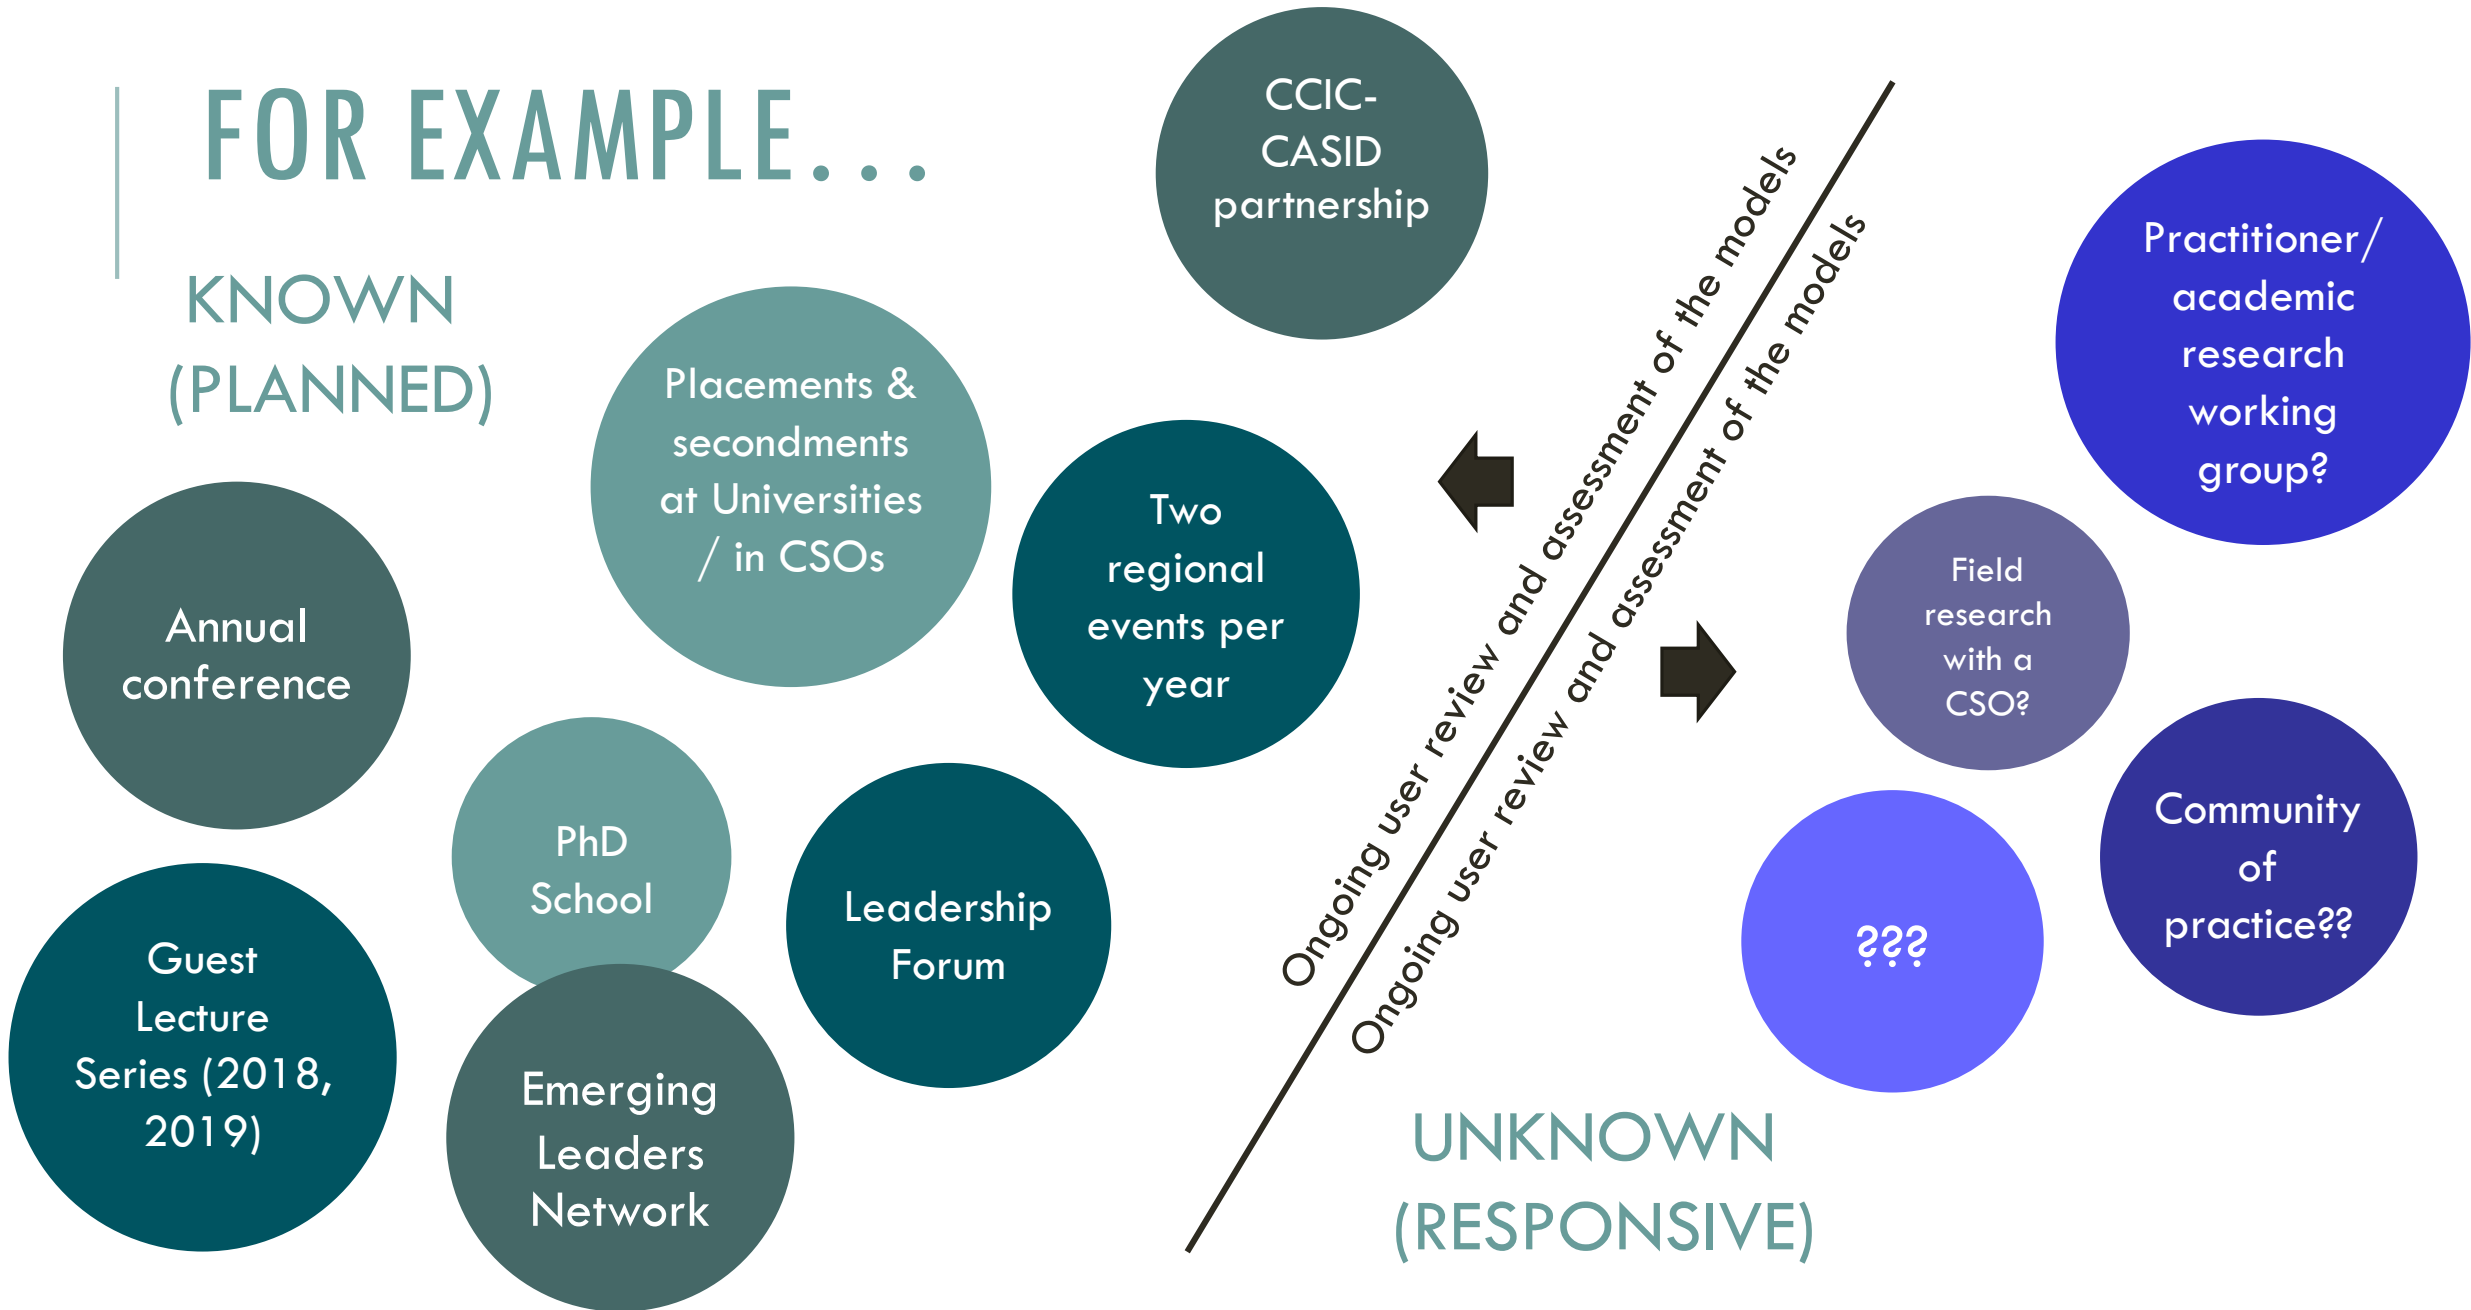 FOR EXAMPLE...
KNOWN
(PLANNED)
CCIC-
CASID
partnership
Placements &
secondments
at Universities
/ in CSOs
Two
regional
events per
year
Annual
conference
PhD
School
Leadership
Forum
Guest
Lecture
Series (2018,
2019)
Emerging
Leaders
Network
Ongoing user review and assessment of the models
Ongoing user review and assessment of the models
Practitioner/
academic
research
working
group?
Field
research
with a
CSO?
Community
of
practice??
???
UNKNOWN
(RESPONSIVE)